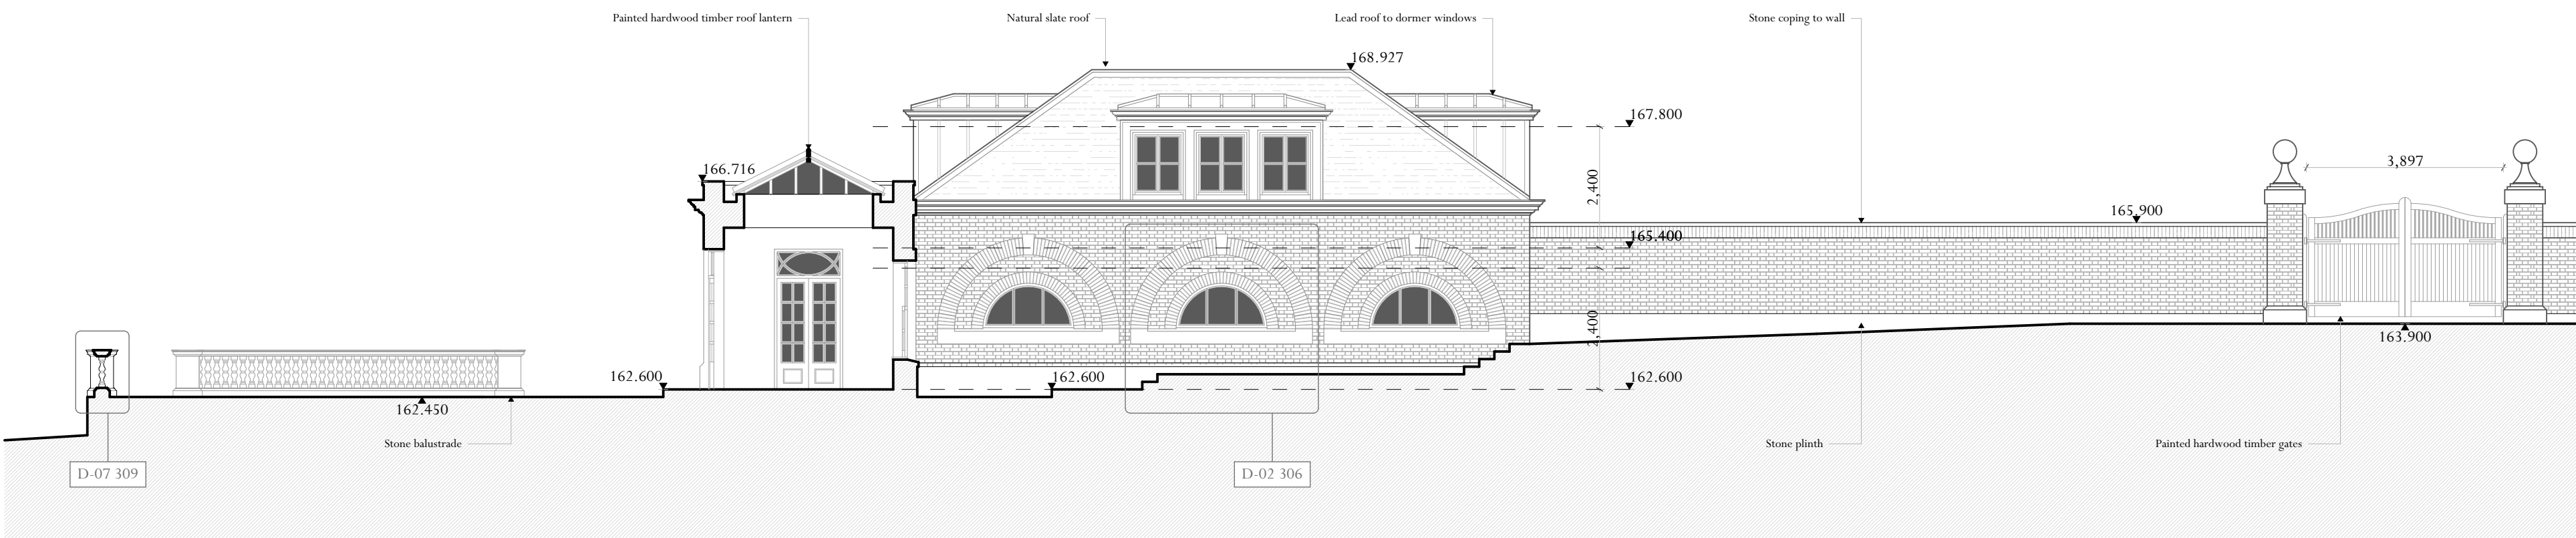 Painted hardwood timber roof lantern
Natural slate roof
Lead roof to dormer windows
Stone coping to wall
168.927
167.800
166.716
3,897
2,400
165.900
165.400
2,400
163.900
162.600
162.600
162.600
162.450
Stone balustrade
Stone plinth
Painted hardwood timber gates
D-07 309
D-02 306